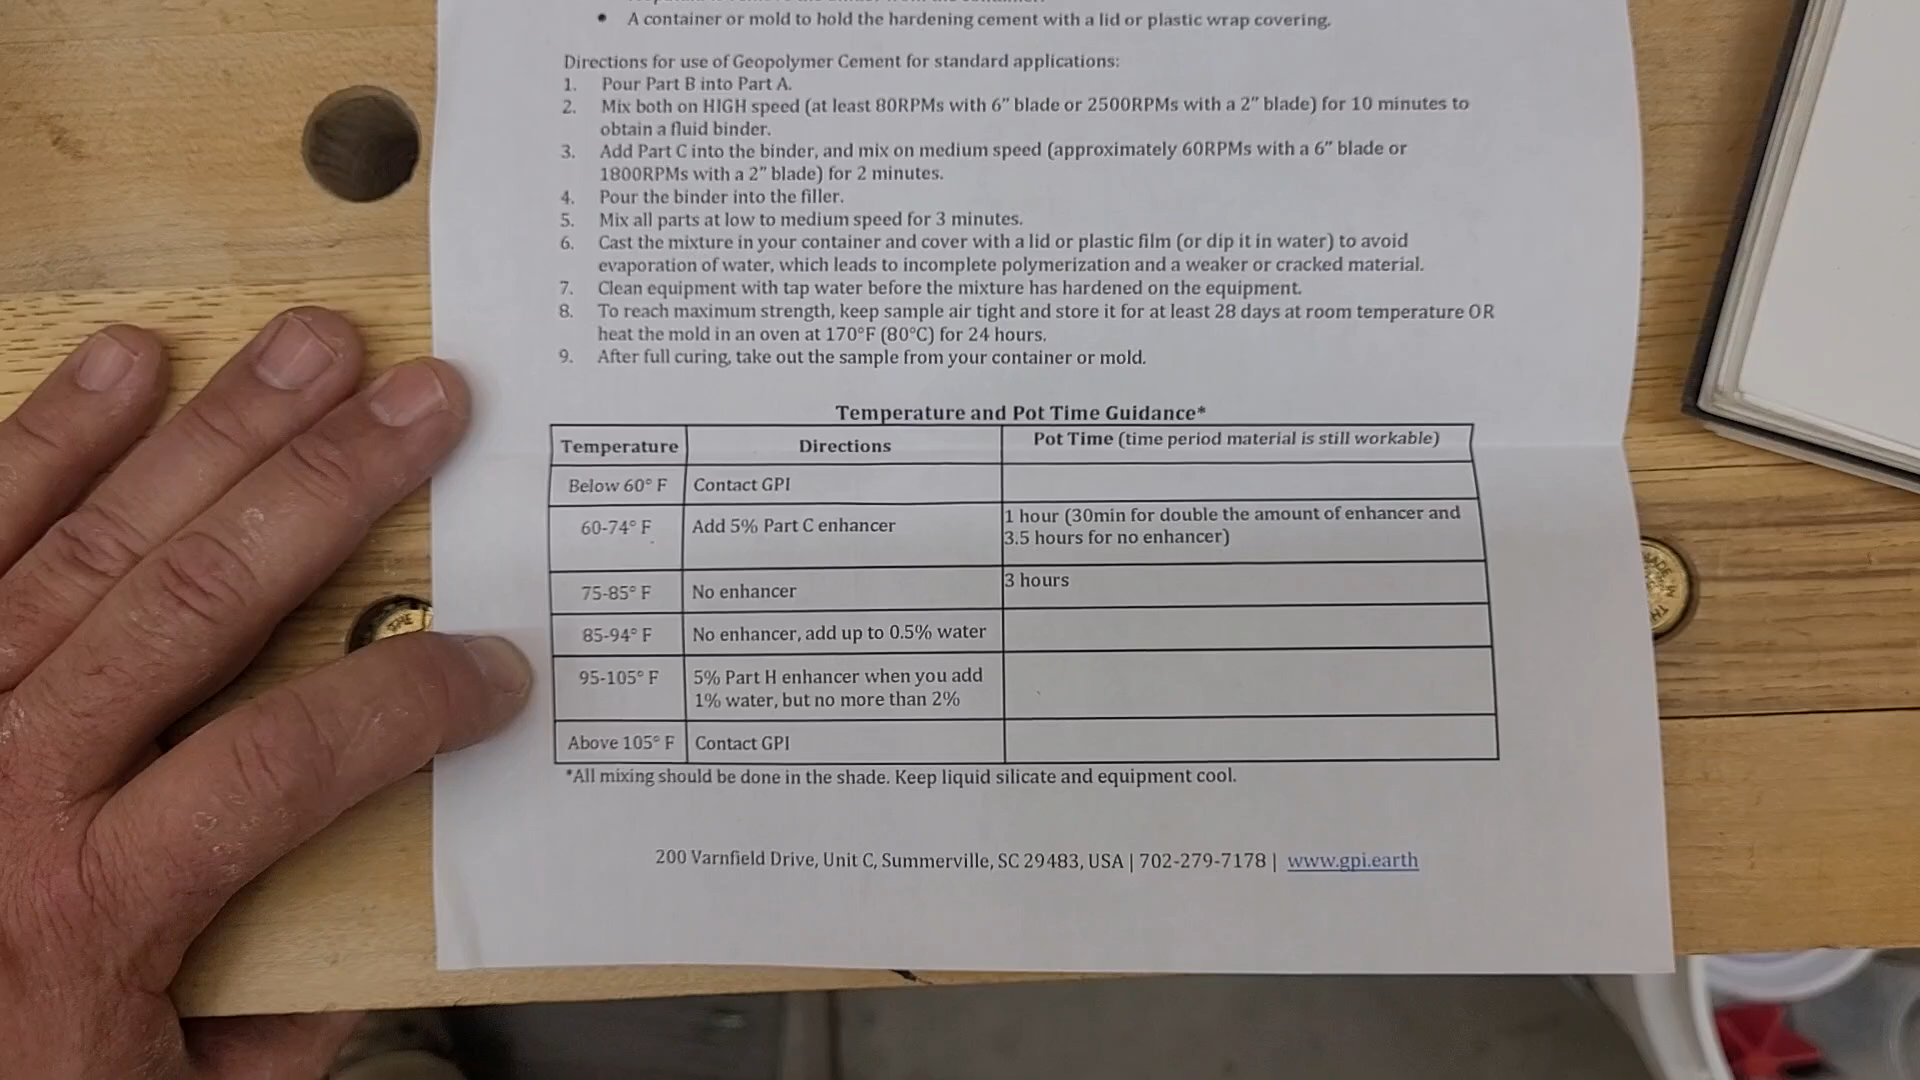 • A container or mold to hold the hardening cement with a lid or plastic wrap covering.
Directions for use of Geopolymer Cement for standard applications:
1. Pour Part B into Part A.
2. Mix both on HIGH speed (at least 80RPMs with 6” blade or 2500RPMs with a 2” blade) for 10 minutes to
obtain a fluid binder.
3. Add Part C into the binder, and mix on medium speed (approximately 60RPMs with a 6” blade or
1800RPMs with a 2” blade) for 2 minutes.
4. Pour the binder into the filler.
5. Mix all parts at low to medium speed for 3 minutes.
6. Cast the mixture in your container and cover with a lid or plastic film (or dip it in water) to avoid
evaporation of water, which leads to incomplete polymerization and a weaker or cracked material.
7. Clean equipment with tap water before the mixture has hardened on the equipment.
8. To reach maximum strength, keep sample air tight and store it for at least 28 days at room temperature OR
heat the mold in an oven at 170°F (80°C) for 24 hours.
9. After full curing, take out the sample from your container or mold.
Temperature and Pot Time Guidance*
Temperature Directions Pot Time (time period material is still workable)
Below 60° F Contact GPI
60-74° F Add 5% Part C enhancer 1 hour (30min for double the amount of enhancer and
3.5 hours for no enhancer)
75-85° F No enhancer 3 hours
85-94° F No enhancer, add up to 0.5% water
95-105° F 5% Part H enhancer when you add
1% water, but no more than 2%
Above 105° F Contact GPI
*All mixing should be done in the shade. Keep liquid silicate and equipment cool.
200 Varnfield Drive, Unit C, Summerville, SC 29483, USA | 702-279-7178 | www.gpi.earth